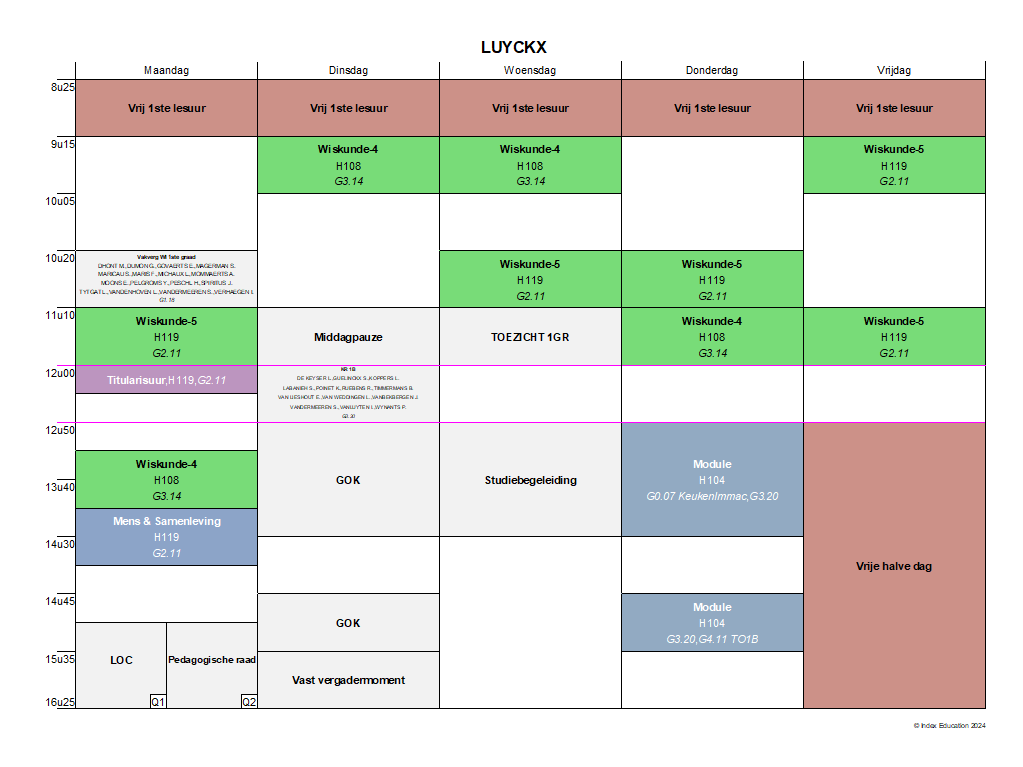 LUYCKX
Maandag Dinsdag Woensdag Donderdag Vrijdag
8u25
Vrij 1ste lesuur Vrij 1ste lesuur Vrij 1ste lesuur Vrij 1ste lesuur Vrij 1ste lesuur
9u15
Wiskunde-4 Wiskunde-4 Wiskunde-5
H108 H108 H119
G3.14 G3.14 G2.11
10u05
10u20
Vakverg WI 1ste graad
DHONT M.,DUMON G.,GOVAERTS E.,MAGERMAN S.
MARICAU S.,MARIS F.,MICHAUX L.,MOMMAERTS A.
MOONS E.,PELGROMS Y.,PESCH L. H.,SPIRITUS J.
TYTGAT L.,VANDENHOVEN L.,VANDERMEEREN S.,VERHAEGEN I.
G1.18
Wiskunde-5 Wiskunde-5
H119 H119
G2.11 G2.11
11u10
Wiskunde-5 Middagpauze TOEZICHT 1GR Wiskunde-4 Wiskunde-5
H119 H108 H119
G2.11 G3.14 G2.11
12u00
Titularisuur,H119,G2.11
KR 1B
DE KEYSER L.,GUELINCKX S.,KOPPERS L.
LABANIEH S.,POINET K.,RUEBENS R.,TIMMERMANS B.
VAN LIESHOUT E.,VAN WEDDINGEN L.,VANDENBERGEN J.
VANDERMEEREN S.,VANLUYTEN I.,WYNANTS P.
G0.30
12u50
Wiskunde-4
H108
G3.14
13u40
GOK Studiebegeleiding
Module
H104
G0.07 KeukenImmac,G3.20
Mens & Samenleving
H119
G2.11
14u30
Vrije halve dag
14u45
GOK
Module
H104
G3.20,G4.11 TO1B
15u35
LOC Pedagogische raad
Vast vergadermoment
16u25
Q1 Q2
© Index Education 2024